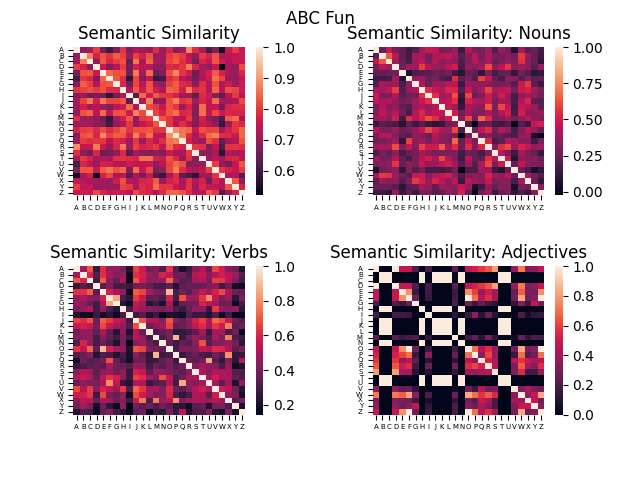 ABC Fun
Semantic Similarity
Semantic Similarity: Nouns
A
B
C
D
E
F
G
H
I
J
K
L
M
N
O
P
Q
R
S
T
U
V
W
X
Y
Z
A B C D E F G H I J K L M N O P Q R S T U V W X Y Z
1.0
0.9
0.8
0.7
0.6
A
B
C
D
E
F
G
H
I
J
K
L
M
N
O
P
Q
R
S
T
U
V
W
X
Y
Z
A B C D E F G H I J K L M N O P Q R S T U V W X Y Z
1.00
0.75
0.50
0.25
0.00
Semantic Similarity: Verbs
Semantic Similarity: Adjectives
A
B
C
D
E
F
G
H
I
J
K
L
M
N
O
P
Q
R
S
T
U
V
W
X
Y
Z
A B C D E F G H I J K L M N O P Q R S T U V W X Y Z
1.0
0.8
0.6
0.4
0.2
A
B
C
D
E
F
G
H
I
J
K
L
M
N
O
P
Q
R
S
T
U
V
W
X
Y
Z
A B C D E F G H I J K L M N O P Q R S T U V W X Y Z
1.0
0.8
0.6
0.4
0.2
0.0